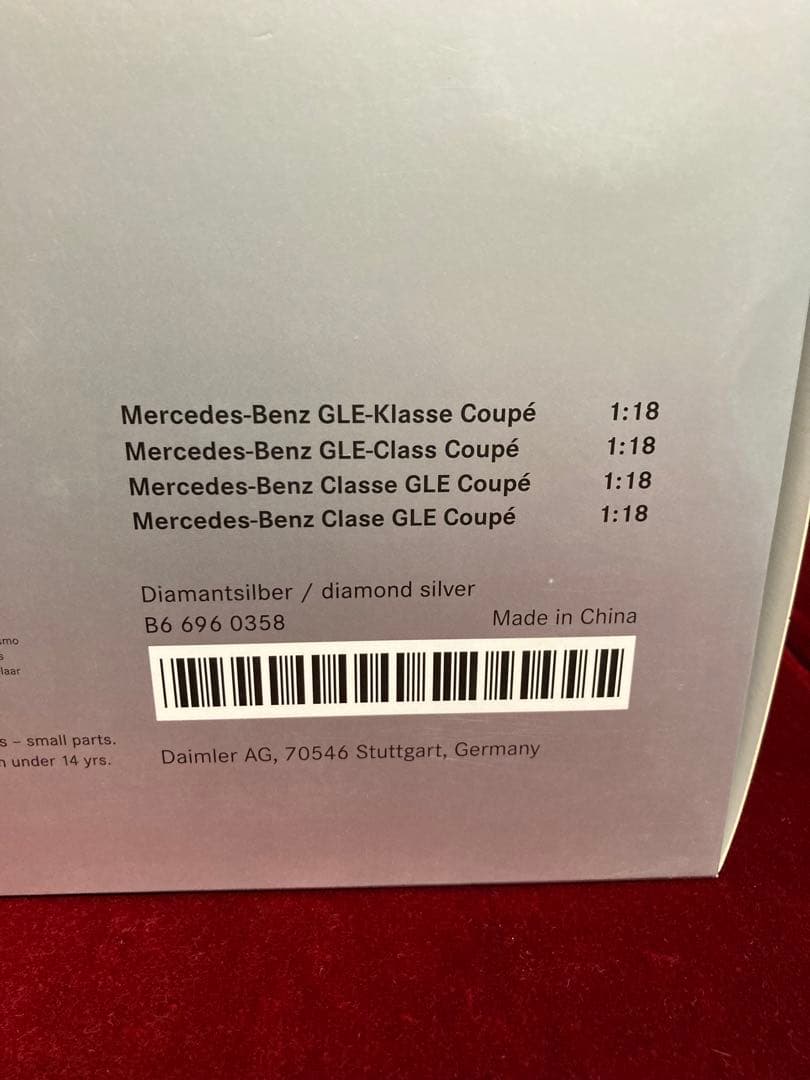 Mercedes-Benz GLE-Klasse Coupé 1:18
Mercedes-Benz GLE-Class Coupé 1:18
Mercedes-Benz Classe GLE Coupé 1:18
Mercedes-Benz Clase GLE Coupé 1:18
Diamantsilber / diamond silver
B6 696 0358 Made in China
smo
s
laar
s – small parts.
n under 14 yrs.
Daimler AG, 70546 Stuttgart, Germany